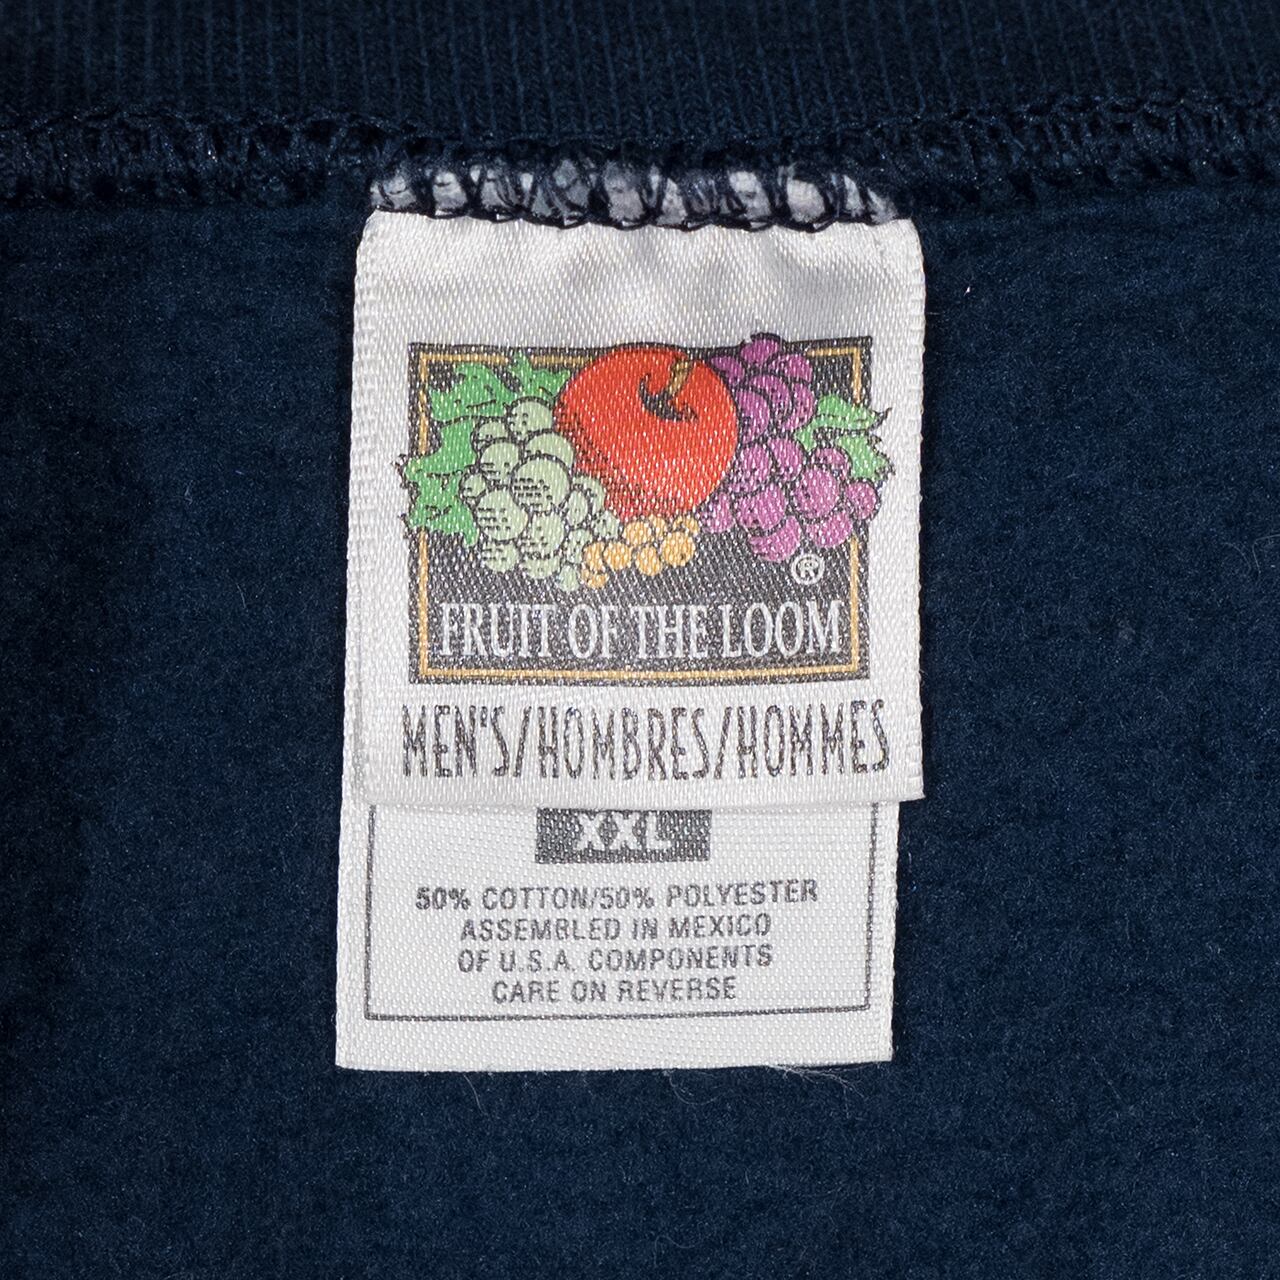 ®
FRUIT OF THE LOOM
MEN'S/HOMBRES/HOMMES
XXL
50% COTTON/50% POLYESTER
ASSEMBLED IN MEXICO
OF U.S.A. COMPONENTS
CARE ON REVERSE